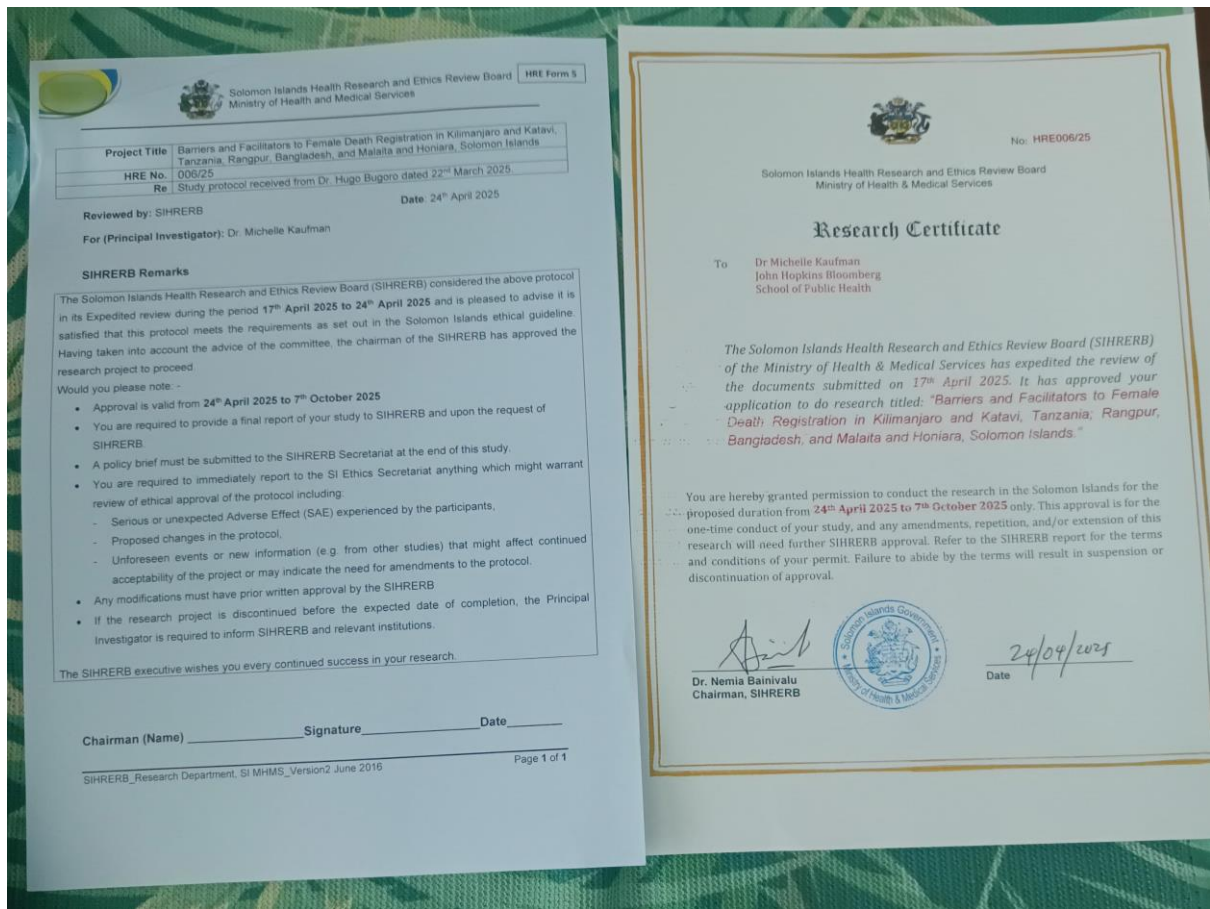 Solomon Islands Health Research and Ethics Review Board
Ministry of Health and Medical Services
HRE Form 5
Project Title Barriers and Facilitators to Female Death Registration in Kilimanjaro and Katavi,
Tanzania, Rangpur, Bangladesh, and Malaita and Honiara, Solomon Islands
HRE No. 006/25
Re Study protocol received from Dr. Hugo Bugoro dated 22nd March 2025.
Reviewed by: SIHRERB
Date: 24th April 2025
For (Principal Investigator): Dr. Michelle Kaufman
SIHRERB Remarks
The Solomon Islands Health Research and Ethics Review Board (SIHRERB) considered the above protocol
in its Expedited review during the period 17th April 2025 to 24th April 2025 and is pleased to advise it is
satisfied that this protocol meets the requirements as set out in the Solomon Islands ethical guideline.
Having taken into account the advice of the committee, the chairman of the SIHRERB has approved the
research project to proceed.
Would you please note: -
• Approval is valid from 24th April 2025 to 7th October 2025
• You are required to provide a final report of your study to SIHRERB and upon the request of
SIHRERB.
• A policy brief must be submitted to the SIHRERB Secretariat at the end of this study.
• You are required to immediately report to the SI Ethics Secretariat anything which might warrant
review of ethical approval of the protocol including:
- Serious or unexpected Adverse Effect (SAE) experienced by the participants,
- Proposed changes in the protocol,
- Unforeseen events or new information (e.g. from other studies) that might affect continued
acceptability of the project or may indicate the need for amendments to the protocol.
• Any modifications must have prior written approval by the SIHRERB
• If the research project is discontinued before the expected date of completion, the Principal
Investigator is required to inform SIHRERB and relevant institutions.
The SIHRERB executive wishes you every continued success in your research.
Chairman (Name) ____________________Signature____________________Date_________
SIHRERB_Research Department, SI MHMS_Version2 June 2016
Page 1 of 1
No: HRE006/25
Solomon Islands Health Research and Ethics Review Board
Ministry of Health & Medical Services
Research Certificate
To Dr Michelle Kaufman
John Hopkins Bloomberg
School of Public Health
The Solomon Islands Health Research and Ethics Review Board (SIHRERB)
of the Ministry of Health & Medical Services has expedited the review of
the documents submitted on 17th April 2025. It has approved your
application to do research titled: "Barriers and Facilitators to Female
Death Registration in Kilimanjaro and Katavi, Tanzania; Rangpur,
Bangladesh, and Malaita and Honiara, Solomon Islands."
You are hereby granted permission to conduct the research in the Solomon Islands for the
proposed duration from 24th April 2025 to 7th October 2025 only. This approval is for the
one-time conduct of your study, and any amendments, repetition, and/or extension of this
research will need further SIHRERB approval. Refer to the SIHRERB report for the terms
and conditions of your permit. Failure to abide by the terms will result in suspension or
discontinuation of approval.
Solomon Islands Government
Ministry of Health & Medical Services
24/04/2025
Dr. Nemia Bainivalu
Chairman, SIHRERB
Date